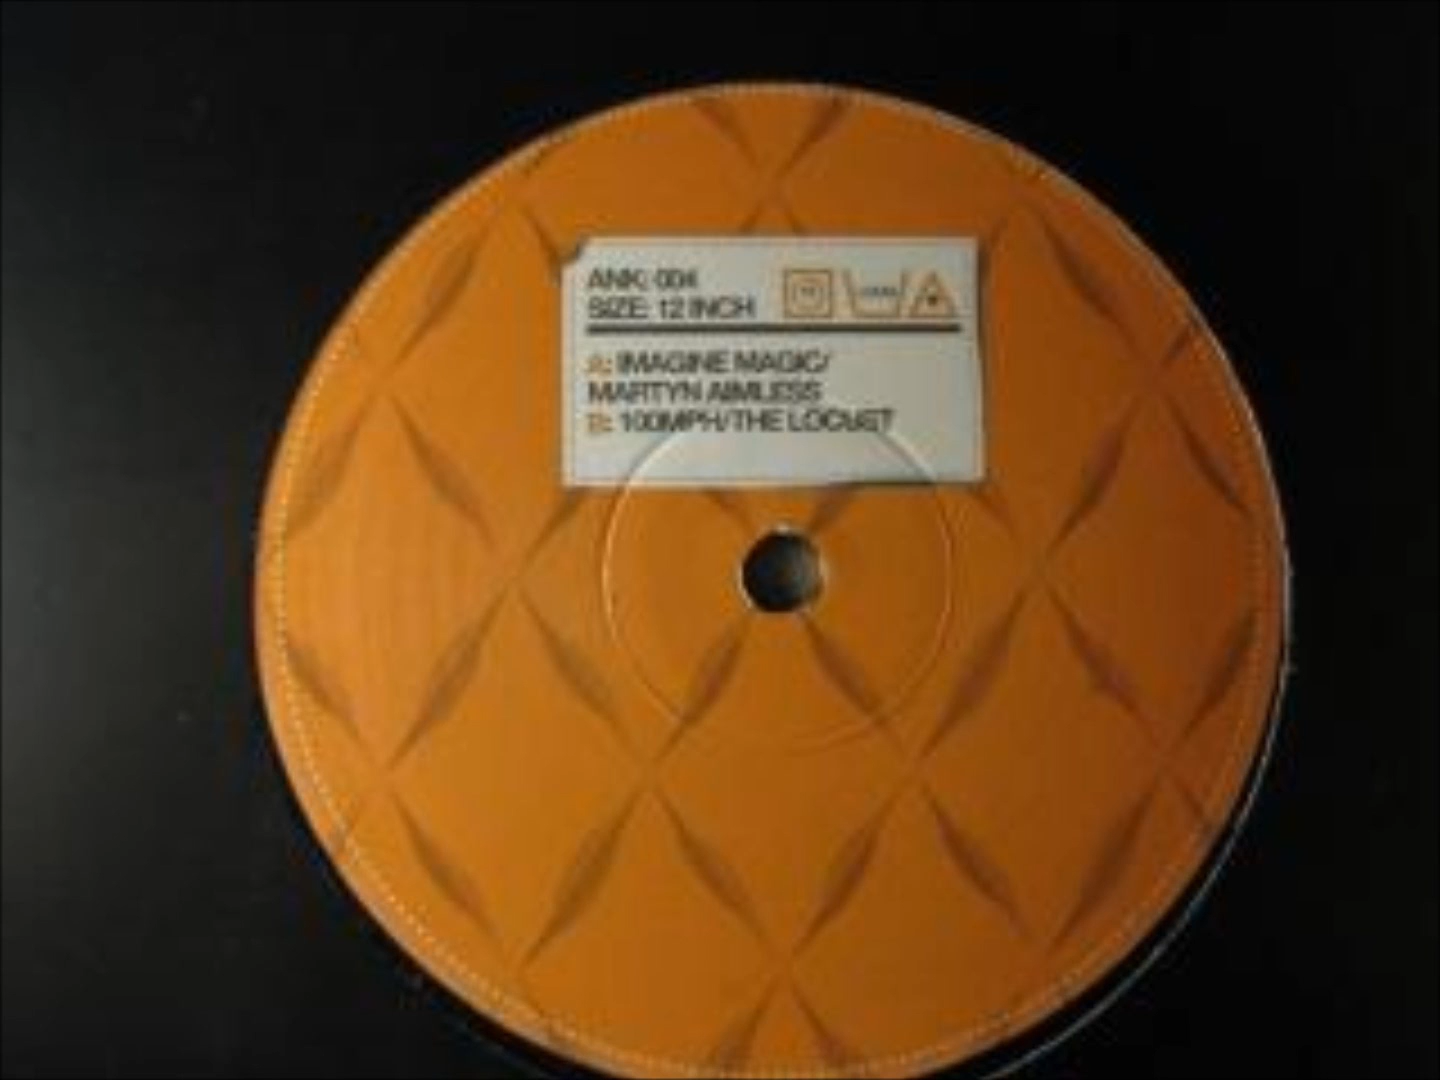 ANK: 004
SIZE: 12 INCH
A: IMAGINE MAGIC/
MARTYN AIMLESS
B: 100MPH/THE LOCUST